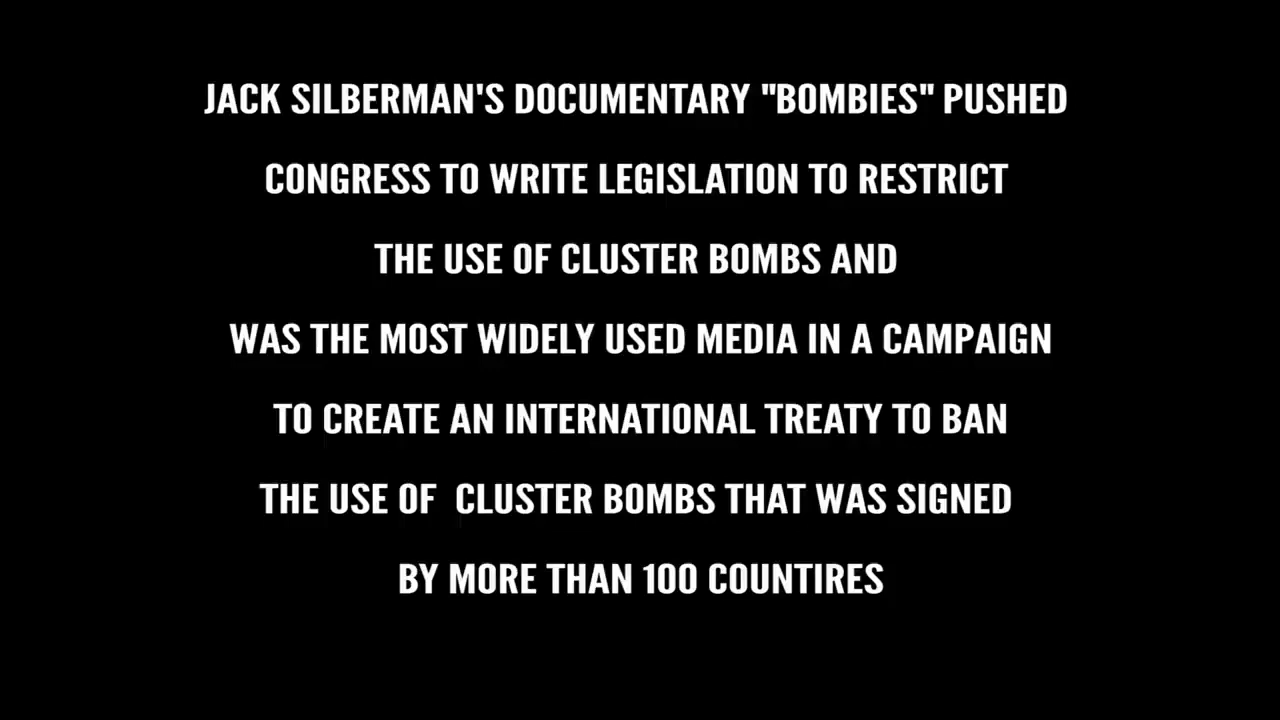 JACK SILBERMAN'S DOCUMENTARY "BOMBIES" PUSHED
CONGRESS TO WRITE LEGISLATION TO RESTRICT
THE USE OF CLUSTER BOMBS AND
WAS THE MOST WIDELY USED MEDIA IN A CAMPAIGN
TO CREATE AN INTERNATIONAL TREATY TO BAN
THE USE OF  CLUSTER BOMBS THAT WAS SIGNED
BY MORE THAN 100 COUNTIRES